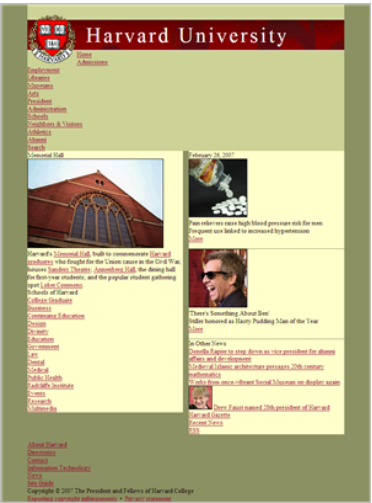 Harvard University
Home
Admissions
Employment
Libraries
Museums
Arts
President
Administration
Schools
Neighbors & Visitors
Athletics
Alumni
Search
Memorial Hall
Harvard's Memorial Hall, built to commemorate Harvard
graduates who fought for the Union cause in the Civil War,
houses Sanders Theatre; Annenberg Hall, the dining hall
for first-year students; and the popular student gathering
spot Loker Commons
Schools of Harvard
College Graduate
Business
Continuing Education
Design
Divinity
Education
Government
Law
Dental
Medical
Public Health
Radcliffe Institute
Events
Research
Multimedia
February 26, 2007
Pain relievers raise high blood pressure risk for men
Frequent use linked to increased hypertension
More
'There's Something About Ben'
Stiller honored as Hasty Pudding Man of the Year
More
In Other News
Donella Rapier to step down as vice president for alumni
affairs and development
Medieval Islamic architecture presages 20th century
mathematics
Works from once-vibrant Social Museum on display again
Drew Faust named 28th president of Harvard
Harvard Gazette
Recent News
RSS
About Harvard
Directories
Contact
Information Technology
News
Site Guide
Copyright © 2007 The President and Fellows of Harvard College
Reporting copyright infringements • Privacy statement